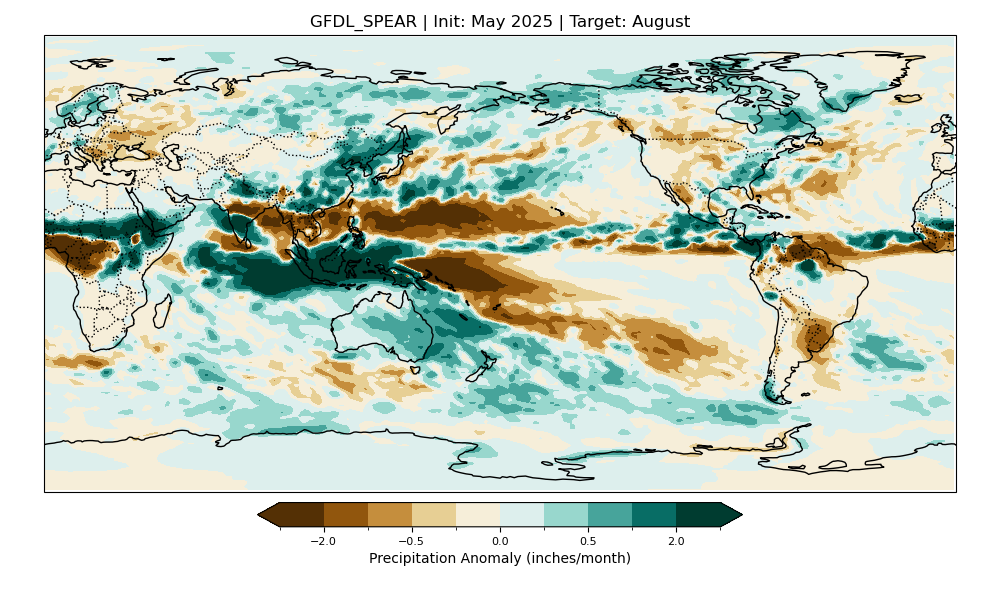 GFDL_SPEAR | Init: May 2025 | Target: August
−2.0 −0.5 0.0 0.5 2.0
Precipitation Anomaly (inches/month)